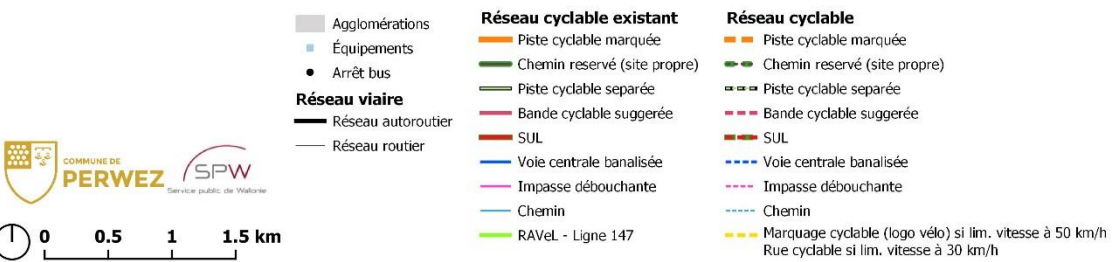 Agglomérations
Équipements
Arrêt bus
Réseau viaire
Réseau autoroutier
Réseau routier
Réseau cyclable existant
Piste cyclable marquée
Chemin reservé (site propre)
Piste cyclable separée
Bande cyclable suggerée
SUL
Voie centrale banalisée
Impasse débouchante
Chemin
RAVeL - Ligne 147
Réseau cyclable
Piste cyclable marquée
Chemin reservé (site propre)
Piste cyclable separée
Bande cyclable suggerée
SUL
Voie centrale banalisée
Impasse débouchante
Chemin
Marquage cyclable (logo vélo) si lim. vitesse à 50 km/h
Rue cyclable si lim. vitesse à 30 km/h
COMMUNE DE
PERWEZ
SPW
Service public de Wallonie
0 0.5 1 1.5 km